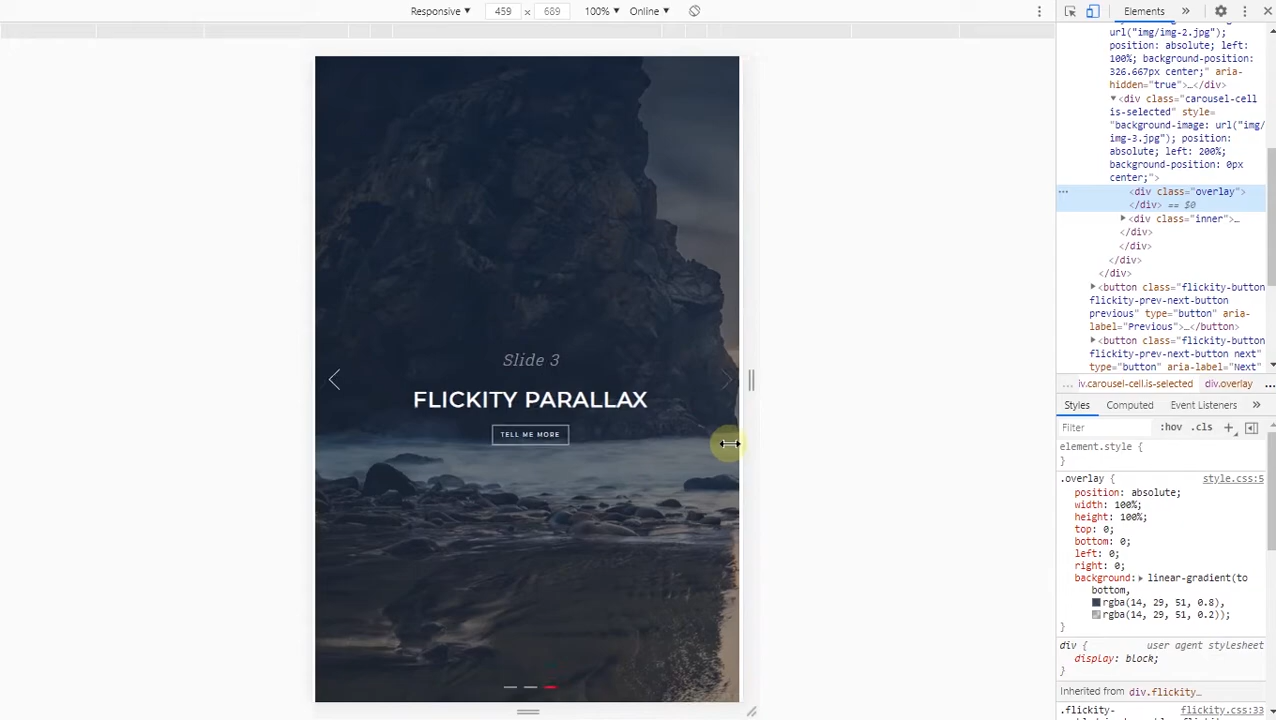 Responsive ▼ 459 x 689 100% ▼ Online ▼
Elements »
url("img/img-2.jpg");
position: absolute; left:
100%; background-position:
326.667px center;" aria-
hidden="true">…</div>
<div class="carousel-cell
is-selected" style=
"background-image: url("img/
img-3.jpg"); position:
absolute; left: 200%;
background-position: 0px
center;">
… <div class="overlay">
</div> == $0
<div class="inner">…
</div>
</div>
</div>
</div>
<button class="flickity-button
flickity-prev-next-button
previous" type="button" aria-
label="Previous">…</button>
<button class="flickity-button
flickity-prev-next-button next"
type="button" aria-label="Next"
… iv.carousel-cell.is-selected div.overlay …
Styles Computed Event Listeners »
Filter :hov .cls +
element.style {
}
.overlay { style.css:5
position: absolute;
width: 100%;
height: 100%;
top: 0;
bottom: 0;
left: 0;
right: 0;
background: linear-gradient(to
bottom,
rgba(14, 29, 51, 0.8),
rgba(14, 29, 51, 0.2));
}
div { user agent stylesheet
display: block;
}
Inherited from div.flickity…
.flickity- flickity.css:33
Slide 3
FLICKITY PARALLAX
TELL ME MORE